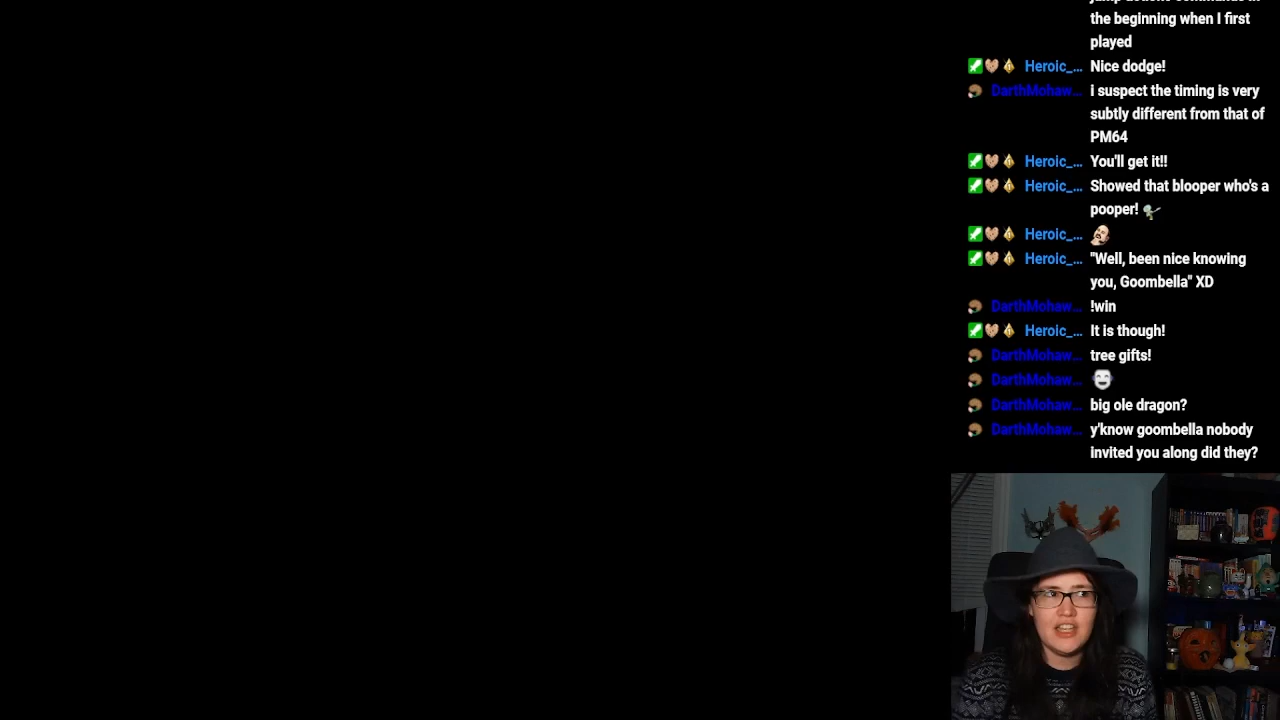 the beginning when I first
played
Heroic_... Nice dodge!
DarthMohaw... i suspect the timing is very
subtly different from that of
PM64
Heroic_... You'll get it!!
Heroic_... Showed that blooper who's a
pooper!
Heroic_...
Heroic_... "Well, been nice knowing
you, Goombella" XD
DarthMohaw... !win
Heroic_... It is though!
DarthMohaw... tree gifts!
DarthMohaw...
DarthMohaw... big ole dragon?
DarthMohaw... y'know goombella nobody
invited you along did they?